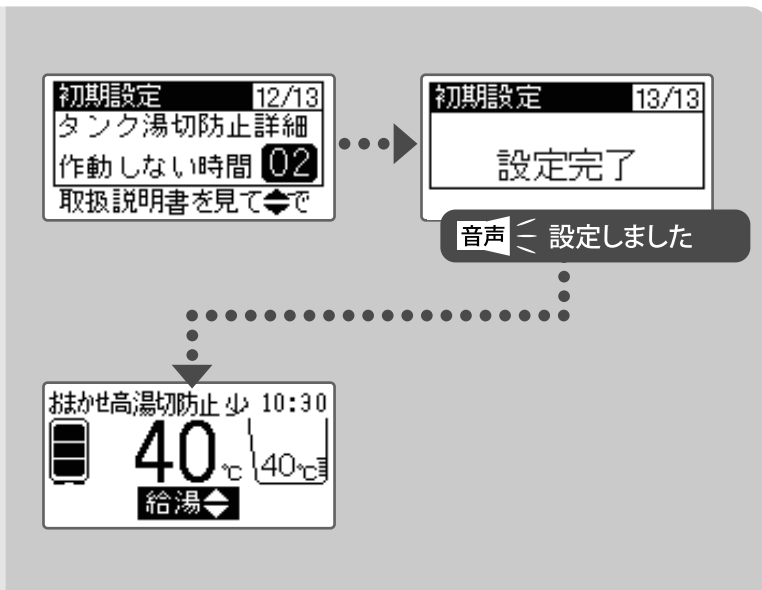 初期設定 12/13
タンク湯切防止詳細
作動しない時間 02
取扱説明書を見て◆で
初期設定 13/13
設定完了
音声 設定しました
おまかせ高湯切防止 少 10:30
40℃ 40℃
給湯◆